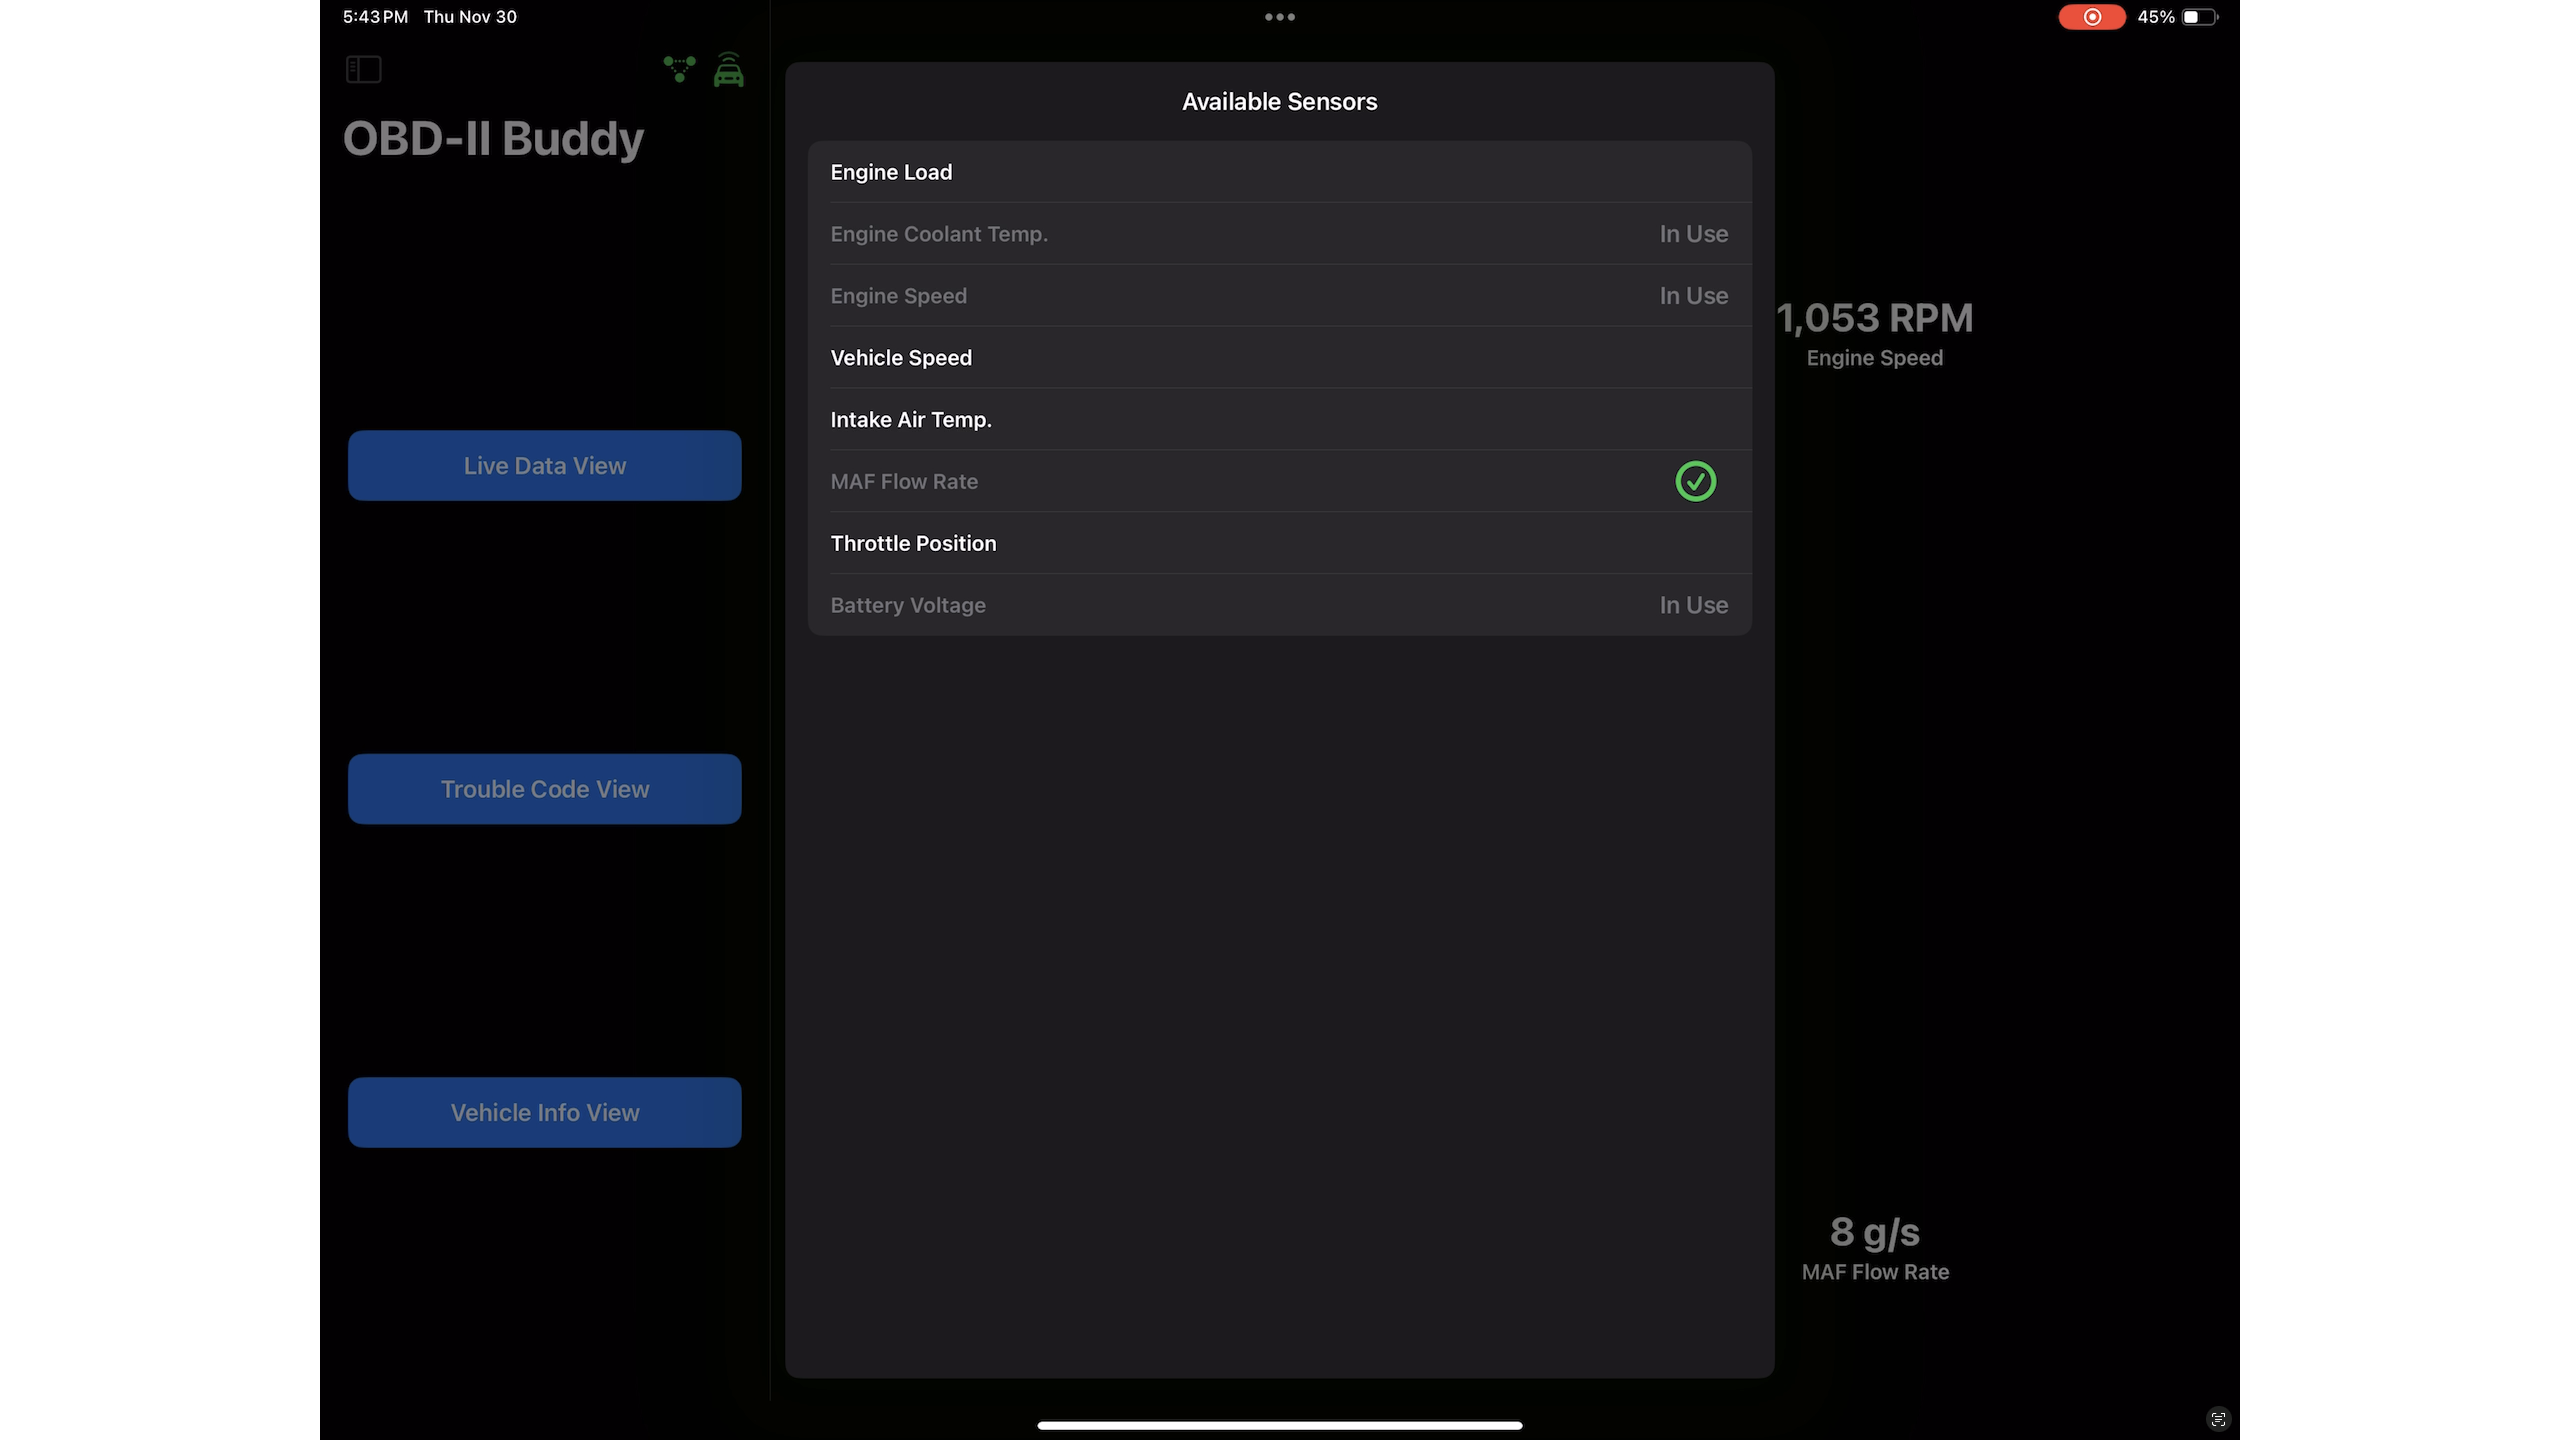 5:43 PM Thu Nov 30
45%
OBD-II Buddy
Live Data View
Trouble Code View
Vehicle Info View
Available Sensors
Engine Load
Engine Coolant Temp. In Use
Engine Speed In Use
Vehicle Speed
Intake Air Temp.
MAF Flow Rate
Throttle Position
Battery Voltage In Use
1,053 RPM
Engine Speed
8 g/s
MAF Flow Rate